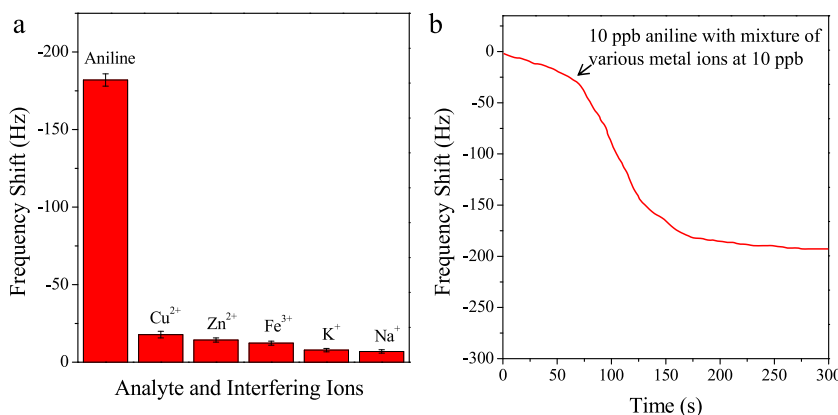 a
-200
-150
-100
-50
0
Frequency Shift (Hz)
Aniline
Cu2+
Zn2+
Fe3+
K+
Na+
Analyte and Interfering Ions
b
0
-50
-100
-150
-200
-250
-300
Frequency Shift (Hz)
10 ppb aniline with mixture of
various metal ions at 10 ppb
0 50 100 150 200 250 300
Time (s)